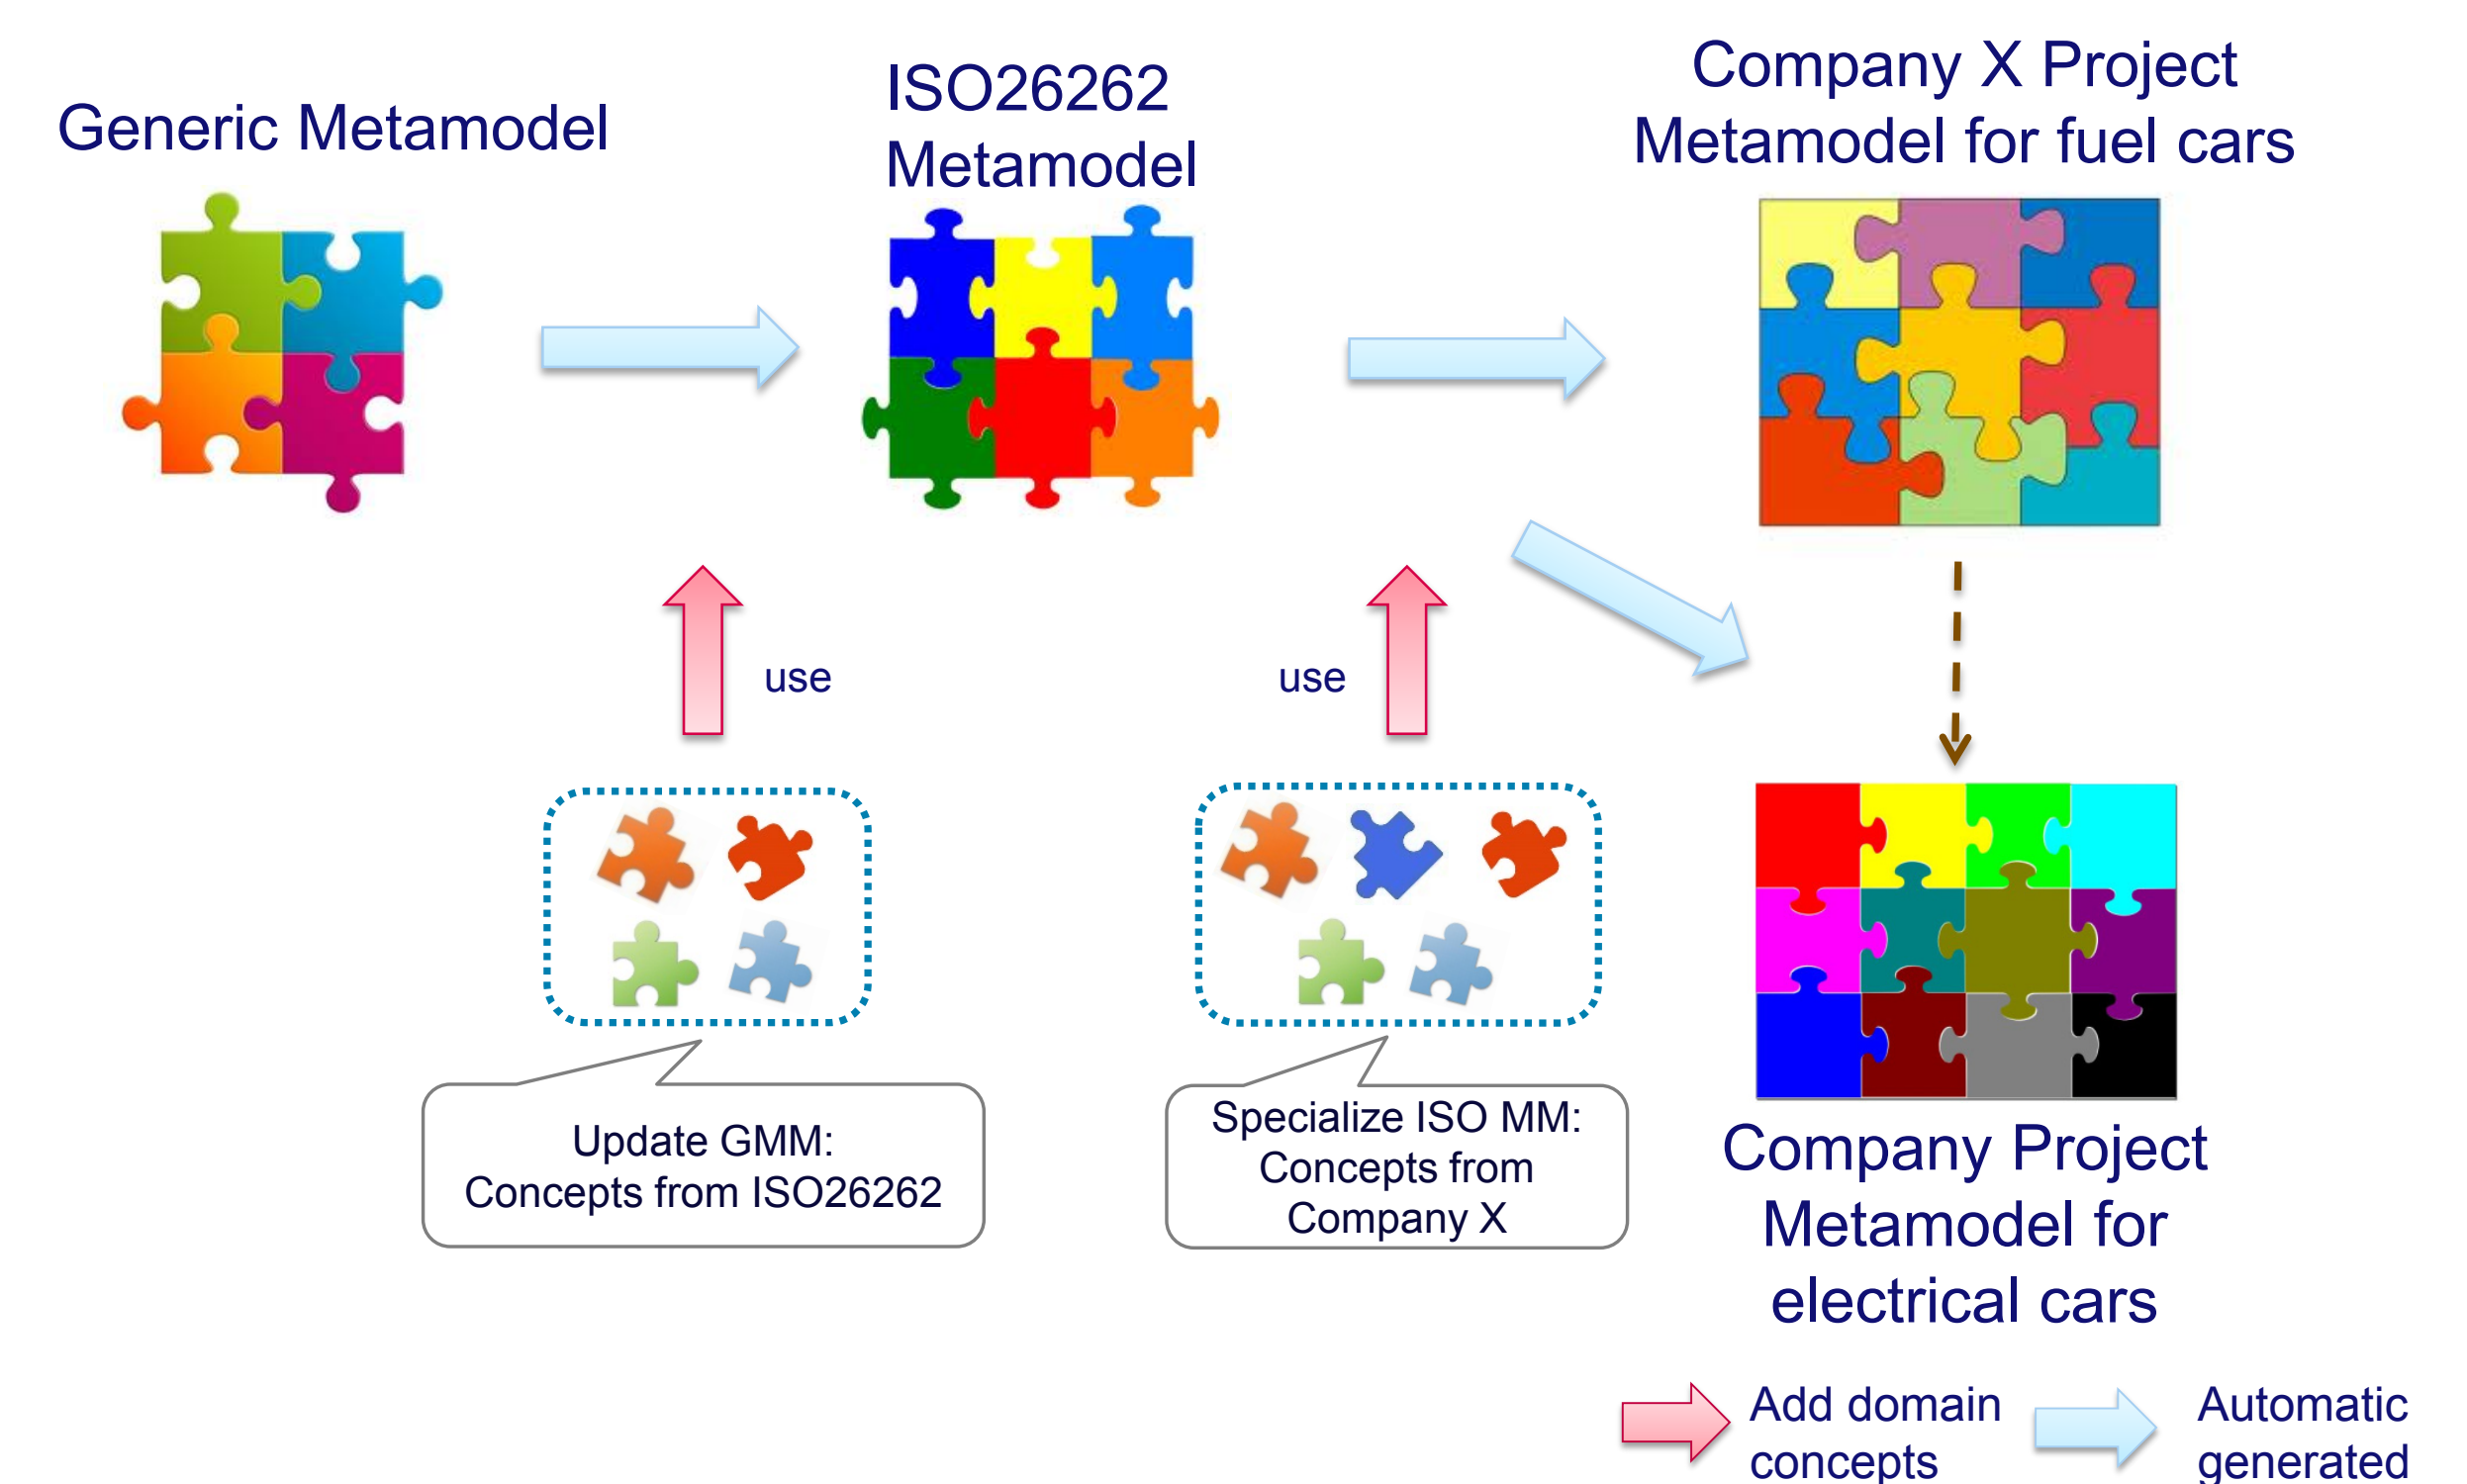 Generic Metamodel
ISO26262
Metamodel
Company X Project
Metamodel for fuel cars
use
use
Update GMM:
Concepts from ISO26262
Specialize ISO MM:
Concepts from
Company X
Company Project
Metamodel for
electrical cars
Add domain
concepts
Automatic
generated